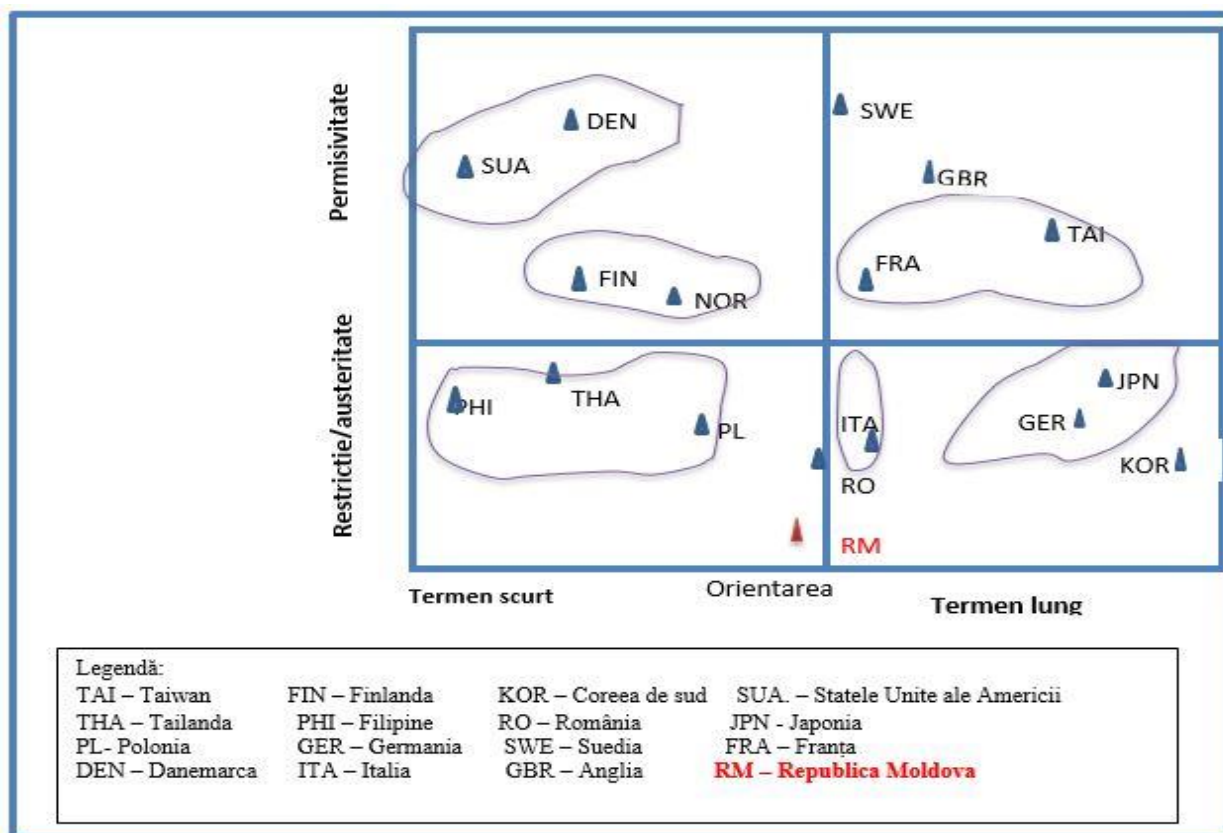 Permisivitate
Restrictie/austeritate
DEN
SUA
FIN
NOR
SWE
GBR
TAI
FRA
PHI
THA
PL
ITA
RO
RM
JPN
GER
KOR
Termen scurt
Orientarea
Termen lung
Legendă:
TAI – Taiwan FIN – Finlanda KOR – Coreea de sud SUA. – Statele Unite ale Americii
THA – Tailanda PHI – Filipine RO – România JPN - Japonia
PL- Polonia GER – Germania SWE – Suedia FRA – Franța
DEN – Danemarca ITA – Italia GBR – Anglia RM – Republica Moldova